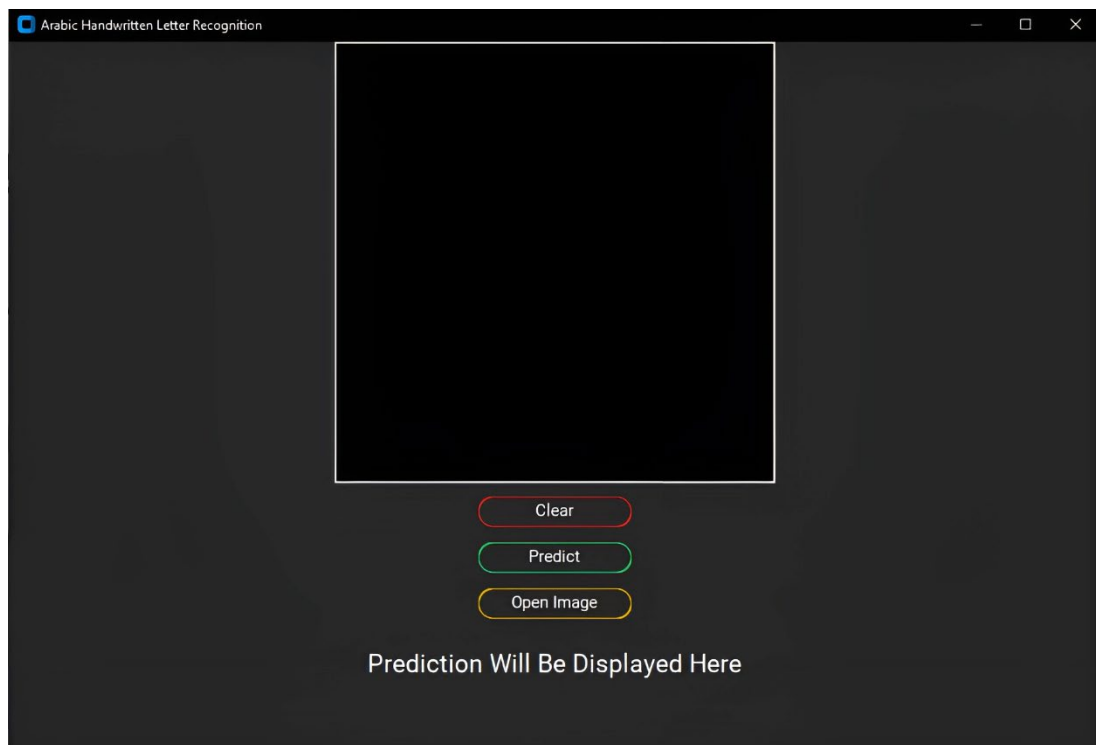 Arabic Handwritten Letter Recognition
Clear
Predict
Open Image
Prediction Will Be Displayed Here